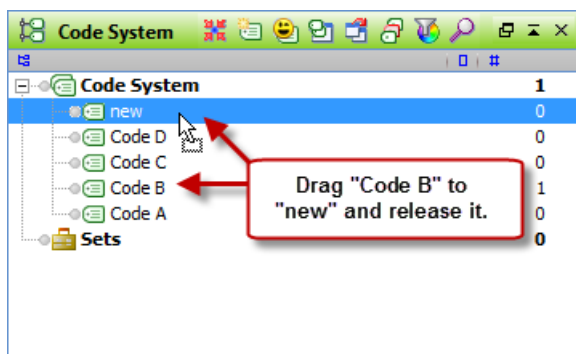 Code System
#
Code System 1
new 0
Code D 0
Code C 0
Code B 1
Code A 0
Sets 0
Drag "Code B" to
"new" and release it.